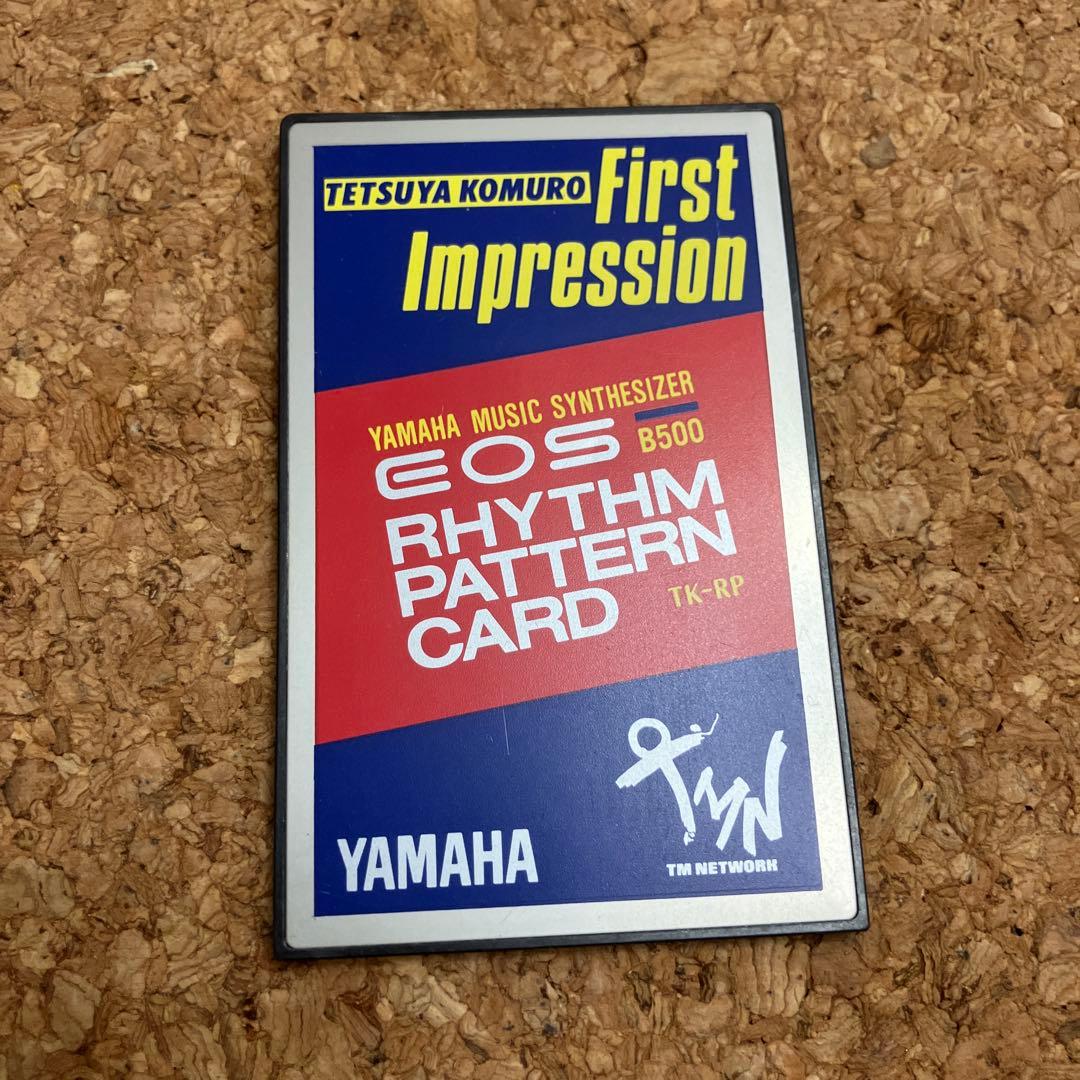 TETSUYA KOMURO First
Impression
YAMAHA MUSIC SYNTHESIZER
EOS B500
RHYTHM
PATTERN
CARD TK-RP
TMN
YAMAHA TM NETWORK